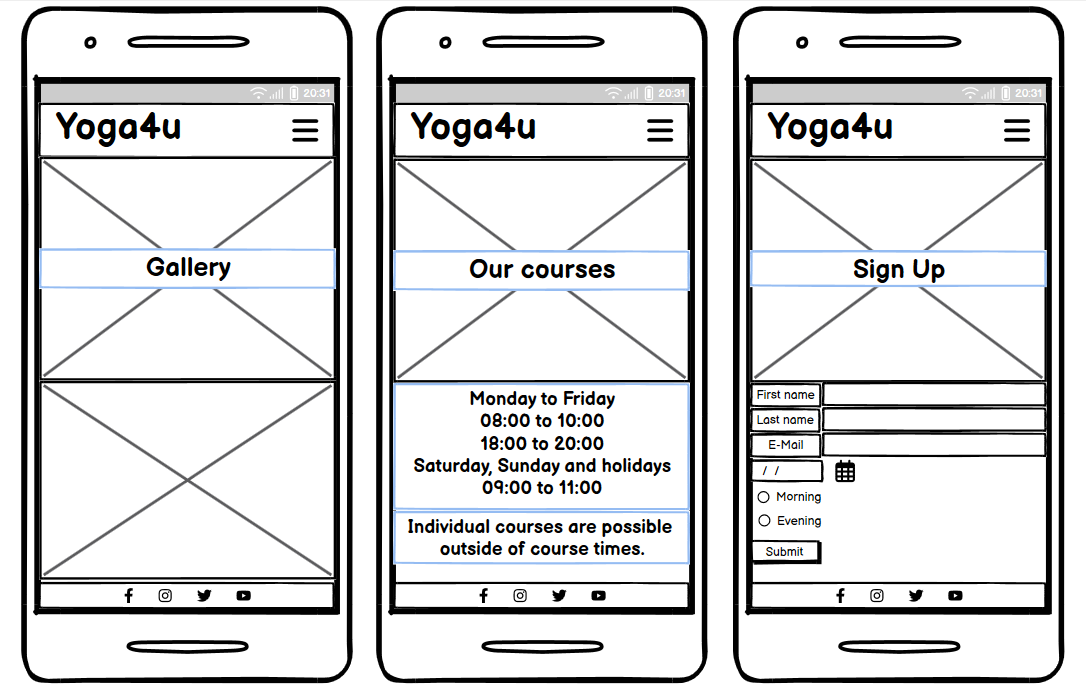 20:31
Yoga4u
Gallery
20:31
Yoga4u
Our courses
Monday to Friday
08:00 to 10:00
18:00 to 20:00
Saturday, Sunday and holidays
09:00 to 11:00
Individual courses are possible
outside of course times.
20:31
Yoga4u
Sign Up
First name
Last name
E-Mail
/ /
Morning
Evening
Submit